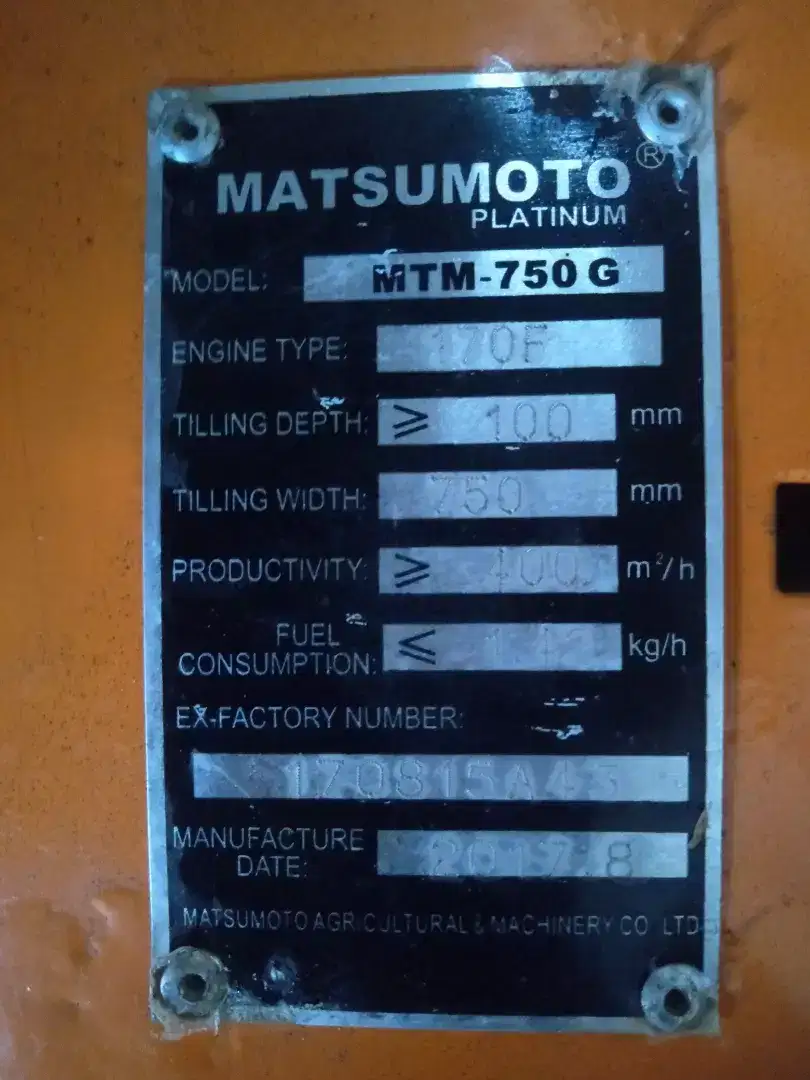 MATSUMOTO ®
PLATINUM
MODEL: MTM-750 G
ENGINE TYPE: 170F
TILLING DEPTH: ⩾ 100 mm
TILLING WIDTH: 750 mm
PRODUCTIVITY: ⩾ 400 m²/h
FUEL
CONSUMPTION: ⩽ kg/h
EX-FACTORY NUMBER:
170815A43
MANUFACTURE
DATE: 2017.8
MATSUMOTO AGRICULTURAL & MACHINERY CO LTD